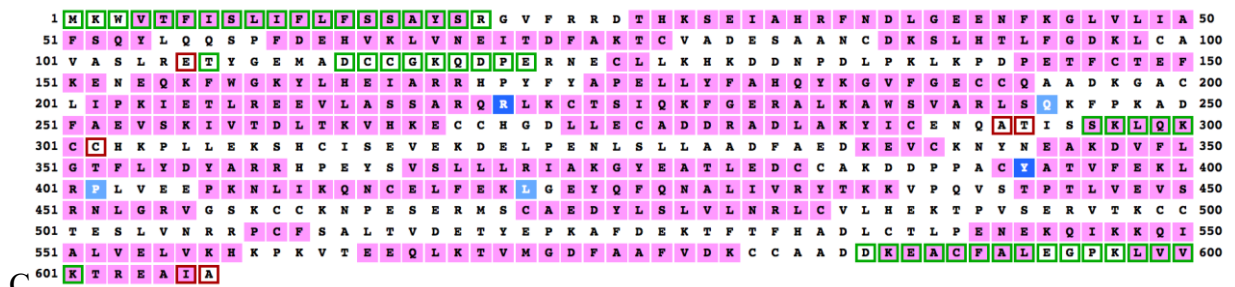 1 M K W V T F I S L I F L F S S A Y S R G V F R R D T H K S E I A H R F N D L G E E N F K G L V L I A 50
51 F S Q Y L Q Q S P F D E H V K L V N E I T D F A K T C V A D E S A A N C D K S L H T L F G D K L C A 100
101 V A S L R E T Y G E M A D C C G K Q D P E R N E C L L K H K D D N P D L P K L K P D P E T F C T E F 150
151 K E N E Q K F W G K Y L H E I A R R H P Y F Y A P E L L Y F A H Q Y K G V F G E C C Q A A D K G A C 200
201 L I P K I E T L R E E V L A S S A R Q R L K C T S I Q K F G E R A L K A W S V A R L S Q K F P K A D 250
251 F A E V S K I V T D L T K V H K E C C H G D L L E C A D D R A D L A K Y I C E N Q A T I S S K L Q K 300
301 C C H K P L L E K S H C I S E V E K D E L P E N L S L L A A D F A E D K E V C K N Y N E A K D V F L 350
351 G T F L Y D Y A R R H P E Y S V S L L L R I A K G Y E A T L E D C C A K D D P P A C Y A T V F E K L 400
401 R P L V E E P K N L I K Q N C E L F E K L G E Y Q F Q N A L I V R Y T K K V P Q V S T P T L V E V S 450
451 R N L G R V G S K C C K N P E S E R M S C A E D Y L S L V L N R L C V L H E K T P V S E R V T K C C 500
501 T E S L V N R R P C F S A L T V D E T Y E P K A F D E K T F T F H A D L C T L P E N E K Q I K K Q I 550
551 A L V E L V K H K P K V T E E Q L K T V M G D F A A F V D K C C A A D D K E A C F A L E G P K L V V 600
601 K T R E A I A
C